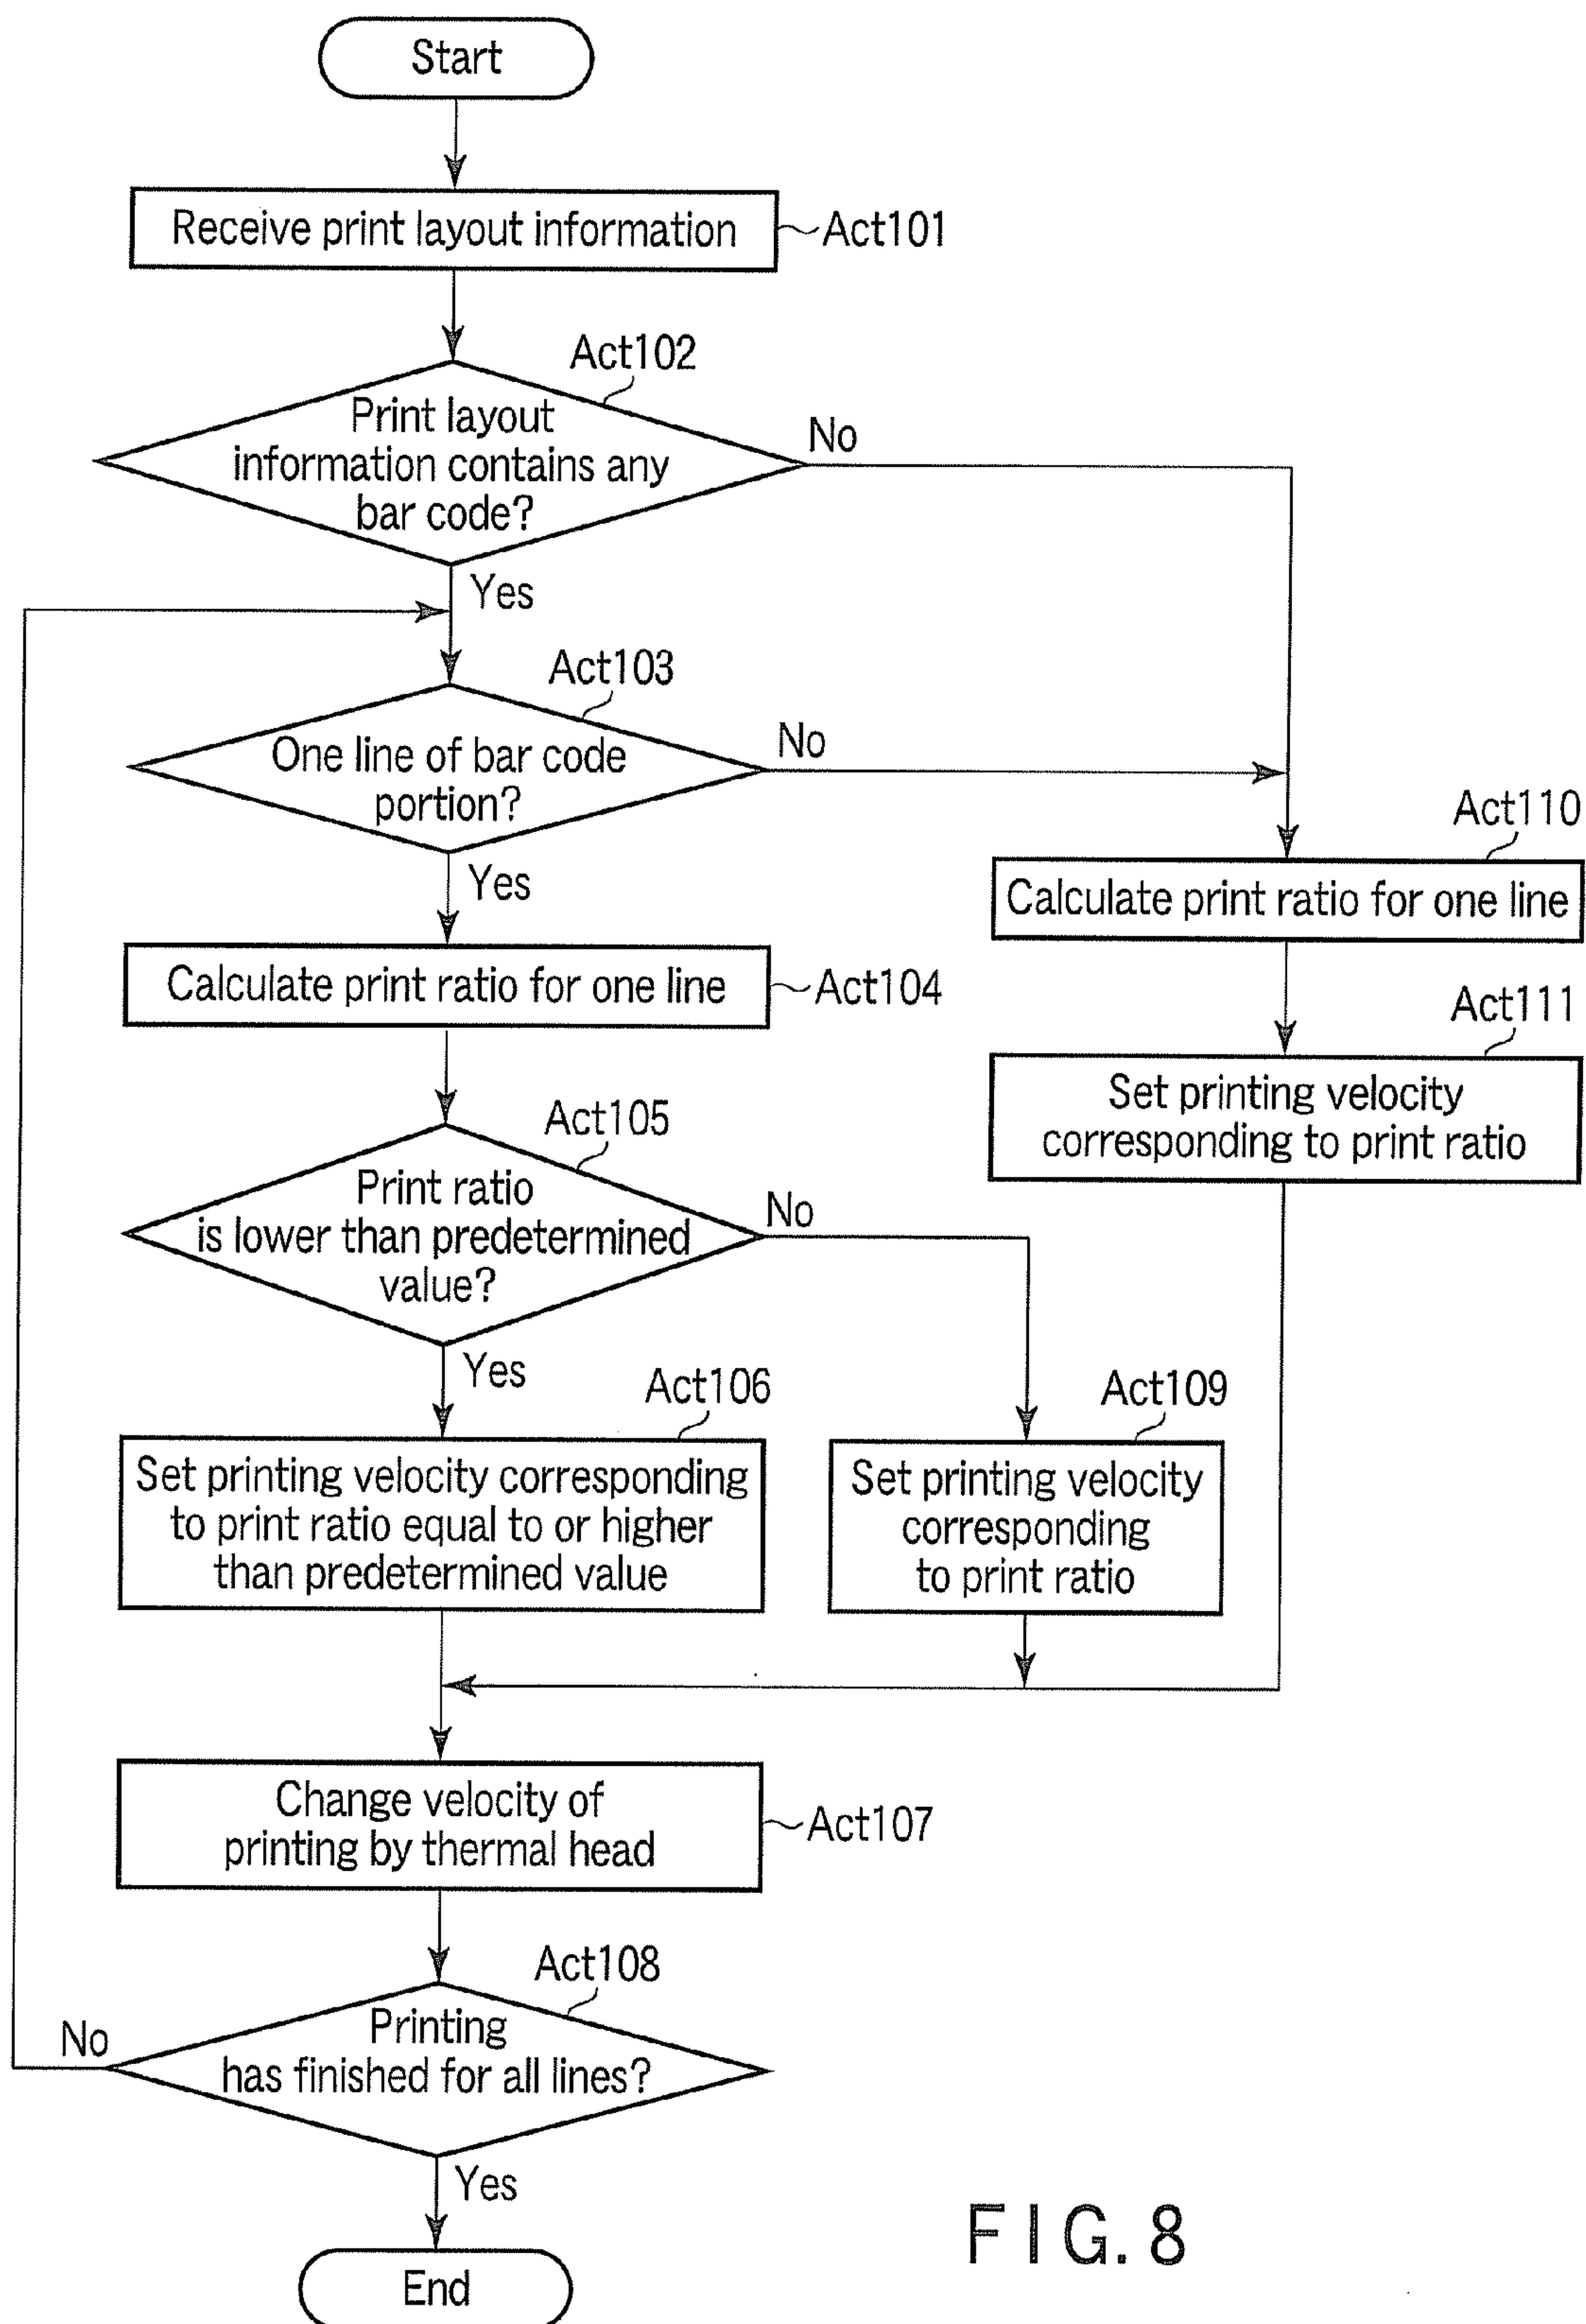 Start
Receive print layout information
Act101
Act102
Print layout
information contains any
bar code?
No
Yes
Act103
One line of bar code
portion?
No
Yes
Act110
Calculate print ratio for one line
Calculate print ratio for one line
Act104
Act111
Set printing velocity
corresponding to print ratio
Act105
Print ratio
is lower than predetermined
value?
No
Yes
Act106
Set printing velocity corresponding
to print ratio equal to or higher
than predetermined value
Act109
Set printing velocity
corresponding
to print ratio
Change velocity of
printing by thermal head
Act107
Act108
Printing
has finished for all lines?
No
Yes
End
FIG. 8